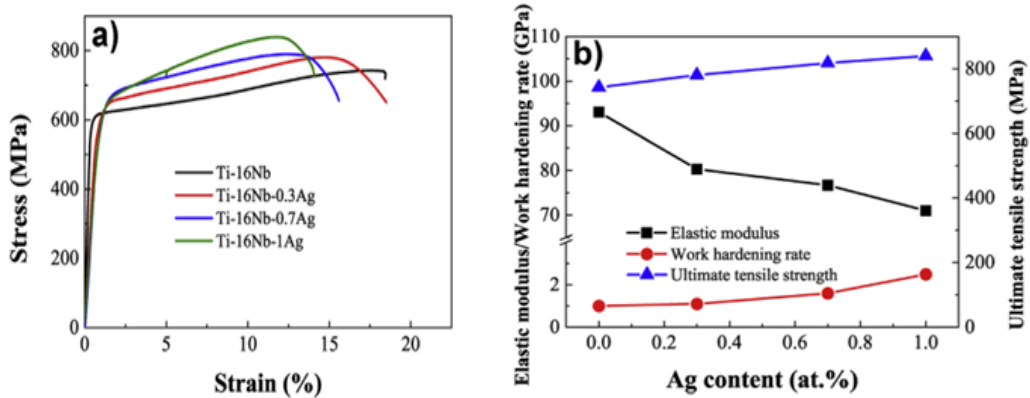 a)
Stress (MPa)
800
600
400
200
0
Ti-16Nb
Ti-16Nb-0.3Ag
Ti-16Nb-0.7Ag
Ti-16Nb-1Ag
0 5 10 15 20
Strain (%)
b)
Elastic modulus/Work hardening rate (GPa)
110
100
90
80
70
2
1
0
Elastic modulus
Work hardening rate
Ultimate tensile strength
800
600
400
200
0
Ultimate tensile strength (MPa)
0.0 0.2 0.4 0.6 0.8 1.0
Ag content (at.%)